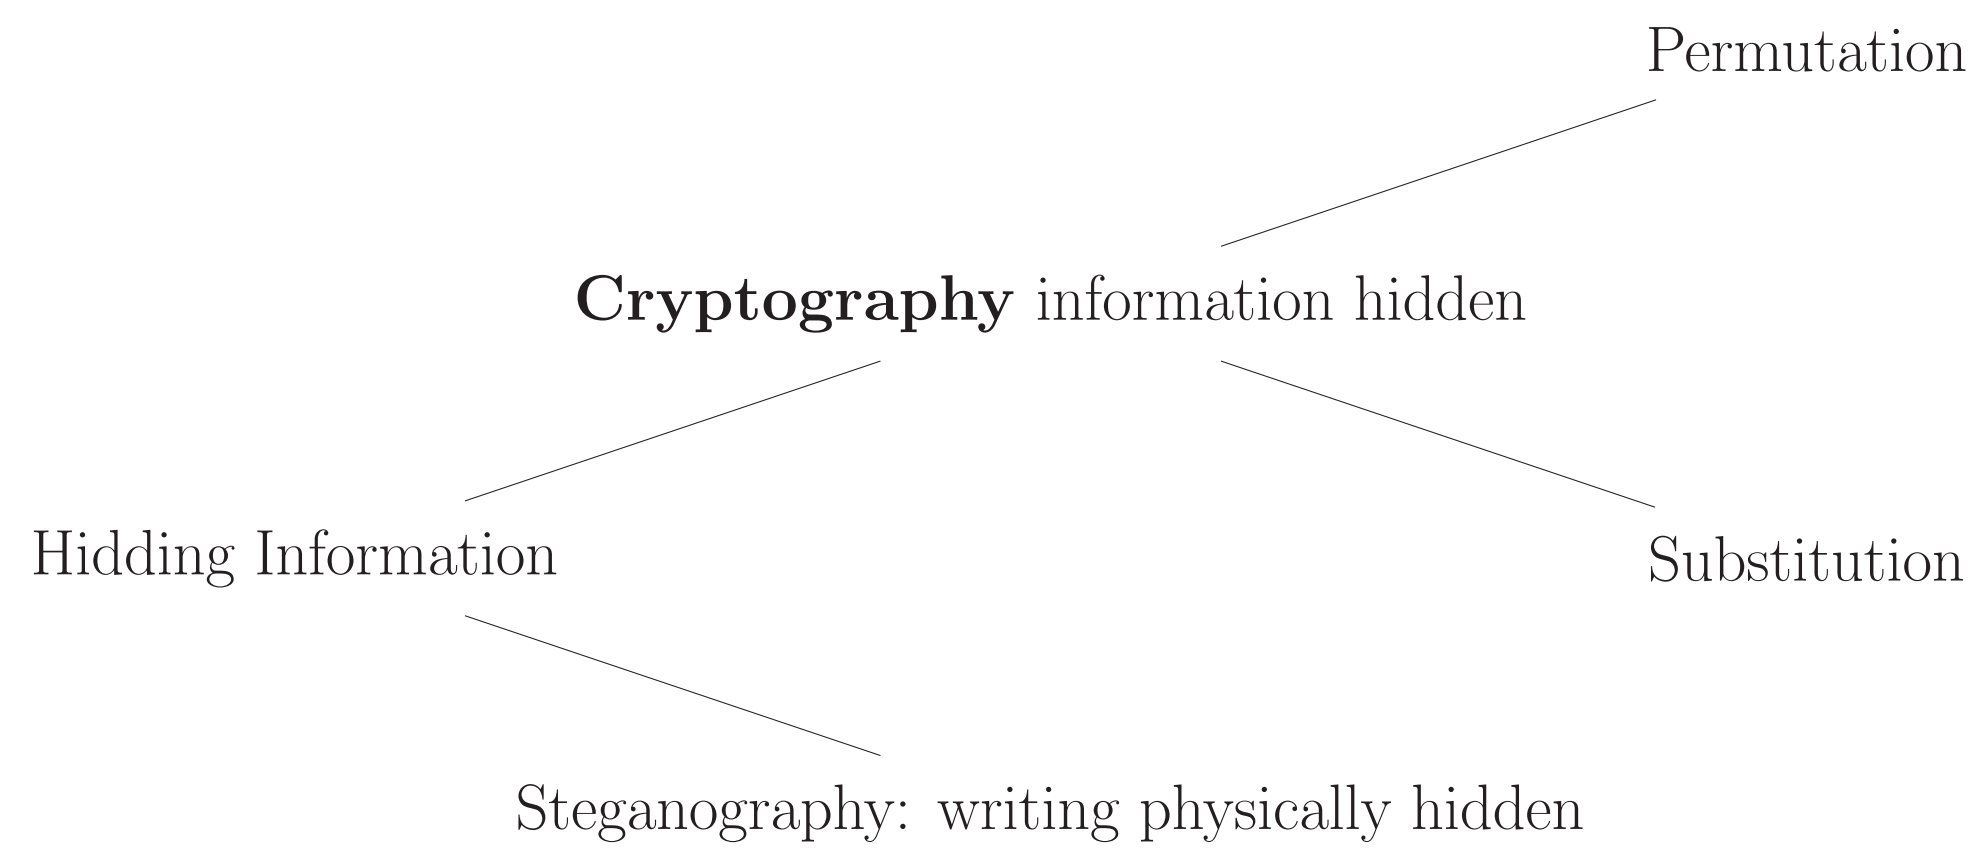 Permutation
Cryptography information hidden
Hidding Information
Substitution
Steganography: writing physically hidden